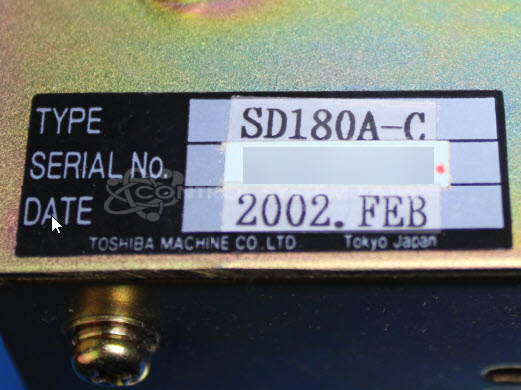 TYPE SD180A-C
SERIAL No.
DATE 2002. FEB
TOSHIBA MACHINE CO., LTD. Tokyo Japan